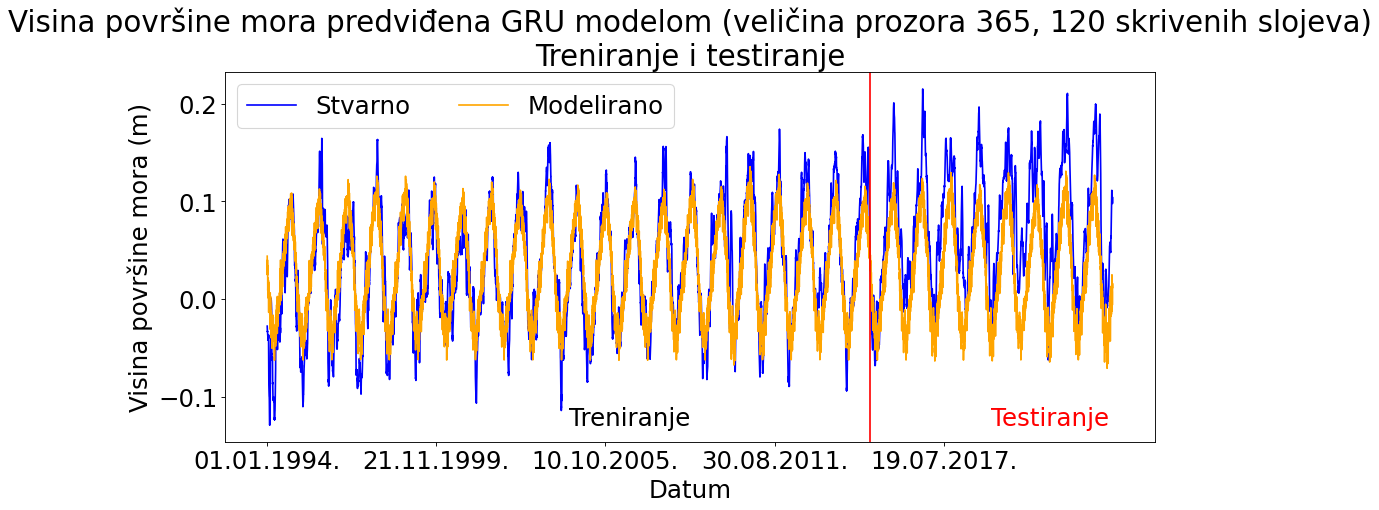 Visina površine mora predviđena GRU modelom (veličina prozora 365, 120 skrivenih slojeva)
Treniranje i testiranje
Stvarno Modelirano
Visina površine mora (m)
0.2
0.1
0.0
−0.1
Treniranje
Testiranje
01.01.1994. 21.11.1999. 10.10.2005. 30.08.2011. 19.07.2017.
Datum